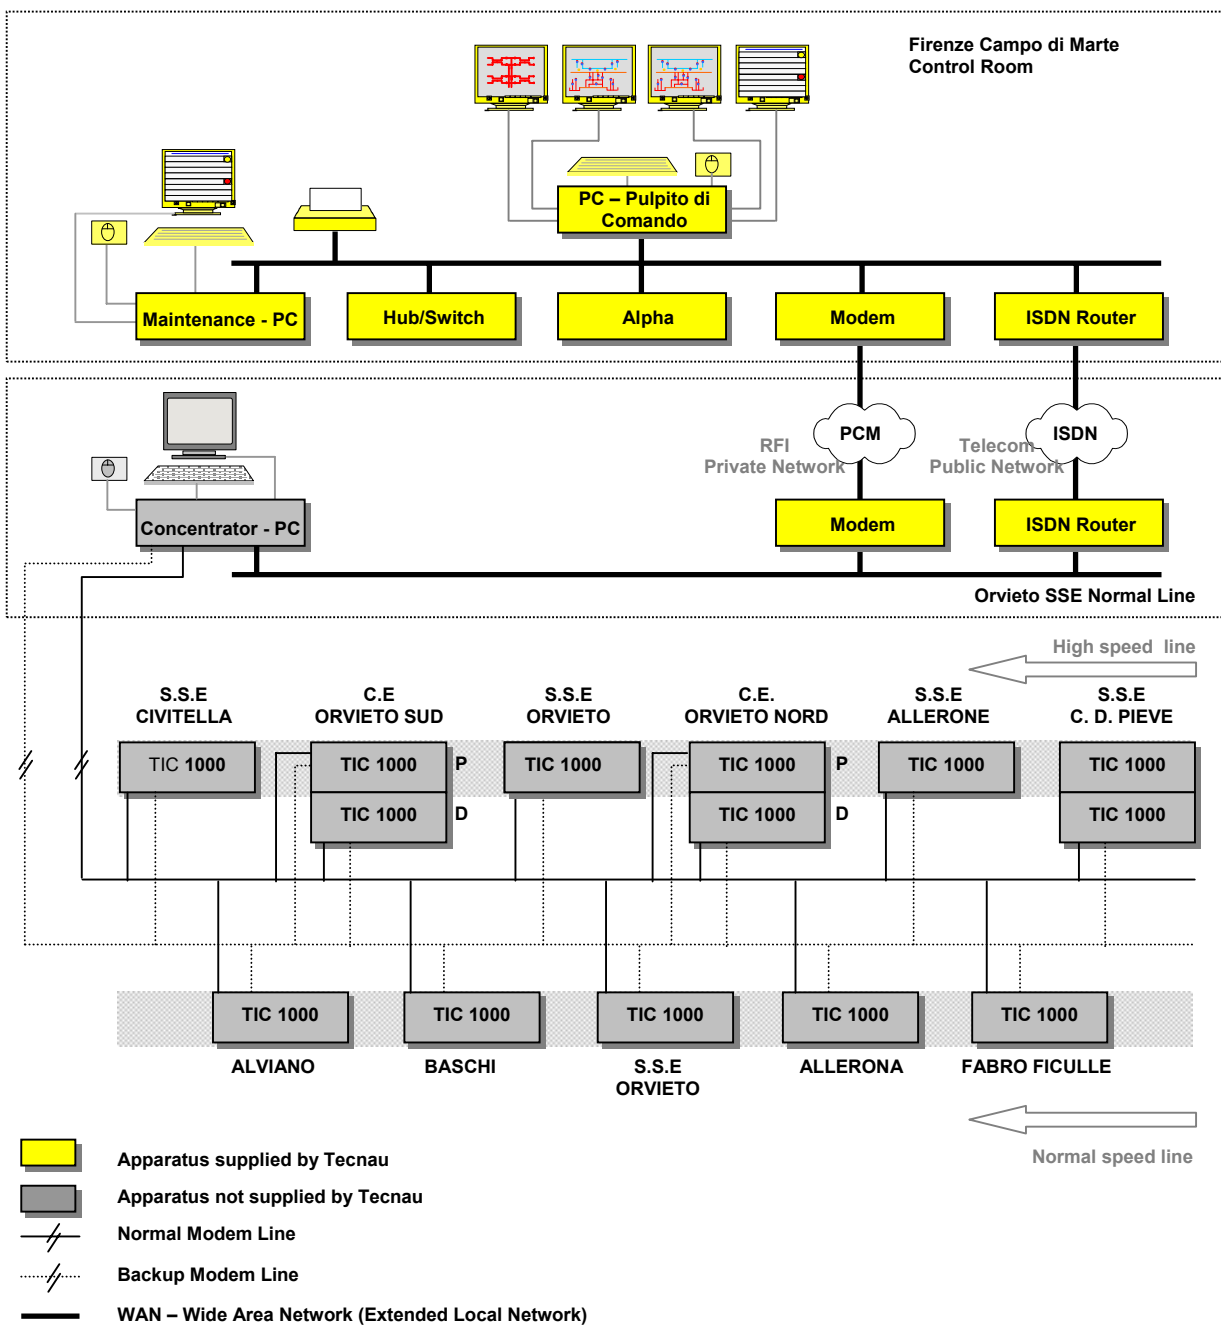 Firenze Campo di Marte
Control Room
PC – Pulpito di
Comando
Maintenance - PC
Hub/Switch
Alpha
Modem
ISDN Router
PCM
ISDN
RFI
Private Network
Telecom
Public Network
Concentrator - PC
Modem
ISDN Router
Orvieto SSE Normal Line
High speed line
S.S.E
CIVITELLA
C.E
ORVIETO SUD
S.S.E
ORVIETO
C.E.
ORVIETO NORD
S.S.E
ALLERONE
S.S.E
C. D. PIEVE
TIC 1000
TIC 1000
P
TIC 1000
TIC 1000
P
TIC 1000
TIC 1000
TIC 1000
D
TIC 1000
D
TIC 1000
TIC 1000
TIC 1000
TIC 1000
TIC 1000
TIC 1000
ALVIANO
BASCHI
S.S.E
ORVIETO
ALLERONA
FABRO FICULLE
Normal speed line
Apparatus supplied by Tecnau
Apparatus not supplied by Tecnau
Normal Modem Line
Backup Modem Line
WAN – Wide Area Network (Extended Local Network)